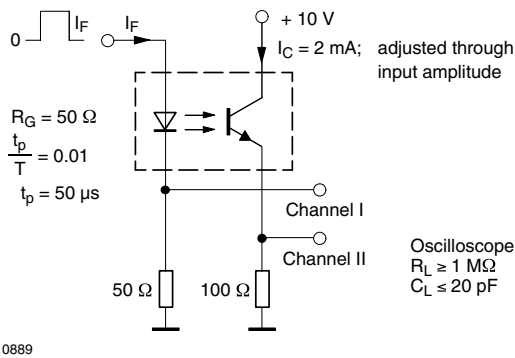 0
I_F
I_F
+ 10 V
I_C = 2 mA; adjusted through
input amplitude
R_G = 50 Ω
t_p
T
= 0.01
t_p = 50 μs
Channel I
Channel II
50 Ω
100 Ω
Oscilloscope
R_L ≥ 1 MΩ
C_L ≤ 20 pF
0889